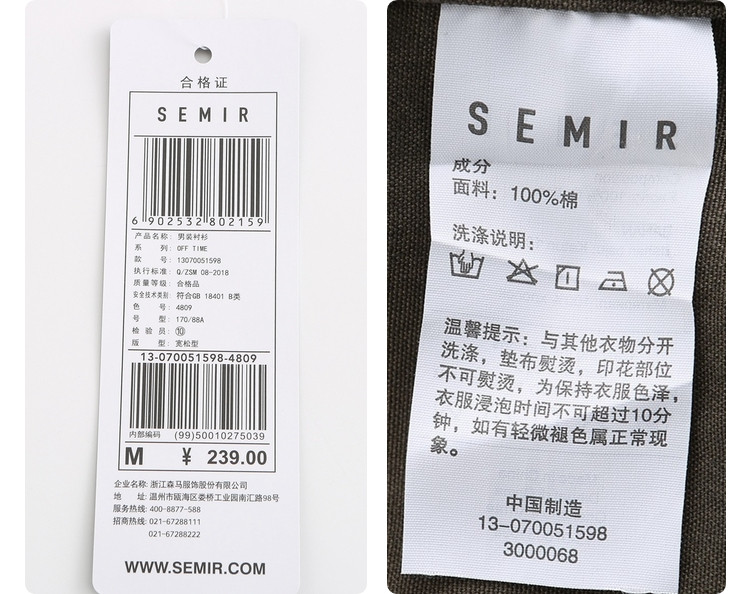 合格证
SEMIR
6 902532 802159
产品名称: 男装衬衫
系 列: OFF TIME
款 号: 13070051598
执行标准: Q/ZSM 08-2018
质量等级: 合格品
安全技术类别: 符合GB 18401 B类
色 号: 4809
号 型: 170/88A
检 验 员: ⑩
版 型: 宽松型
13-070051598-4809
内部编码 (99)50010275039
M ¥ 239.00
企业名称: 浙江森马服饰股份有限公司
地 址: 温州市瓯海区娄桥工业园南汇路98号
服务热线: 400-8877-588
招商热线: 021-67288111
021-67288222
WWW.SEMIR.COM
SEMIR
成分
面料: 100%棉
洗涤说明:
温馨提示: 与其他衣物分开
洗涤, 垫布熨烫, 印花部位
不可熨烫, 为保持衣服色泽,
衣服浸泡时间不可超过10分
钟, 如有轻微褪色属正常现
象。
中国制造
13-070051598
3000068